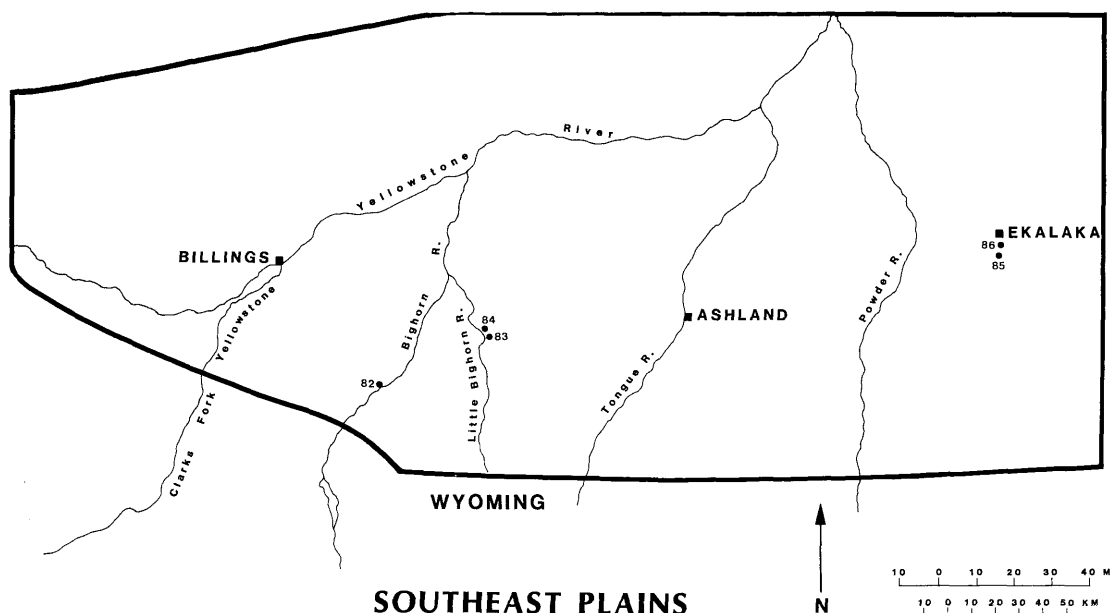 River
Yellowstone
BILLINGS
EKALAKA
86
85
Bighorn R.
Powder R.
Clarks Fork Yellowstone
84
83
Little Bighorn R.
ASHLAND
Tongue R.
82
WYOMING
10 0 10 20 30 40 M
10 0 10 20 30 40 50 KM
N
SOUTHEAST PLAINS